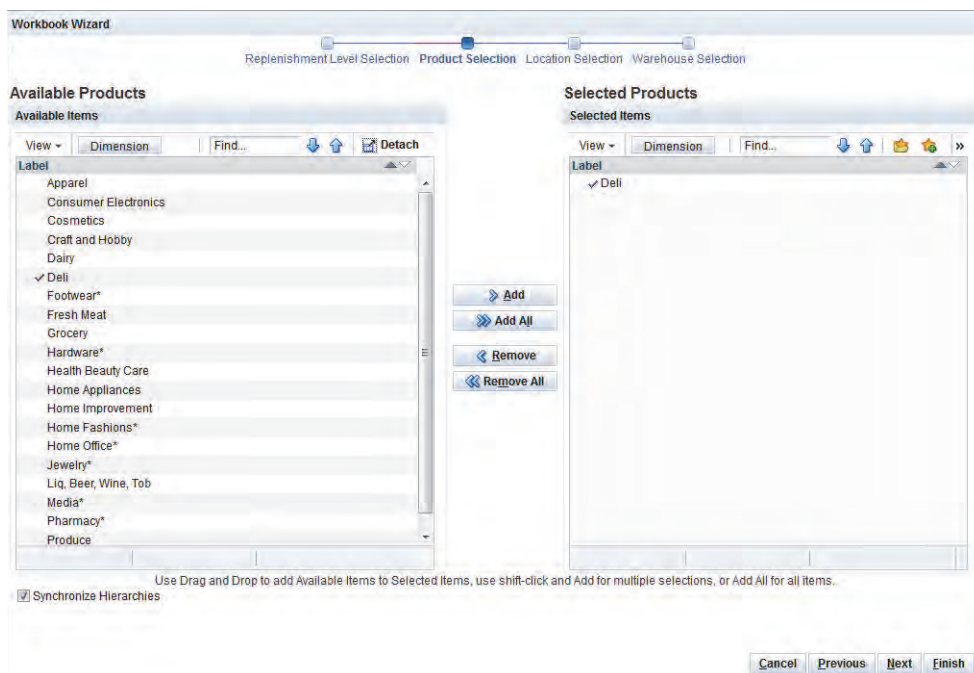 Workbook Wizard
Replenishment Level Selection Product Selection Location Selection Warehouse Selection
Available Products
Available Items
View Dimension Find... Detach
Label
Apparel
Consumer Electronics
Cosmetics
Craft and Hobby
Dairy
Deli
Footwear*
Fresh Meat
Grocery
Hardware*
Health Beauty Care
Home Appliances
Home Improvement
Home Fashions*
Home Office*
Jewelry*
Liq, Beer, Wine, Tob
Media*
Pharmacy*
Produce
Add
Add All
Remove
Remove All
Selected Products
Selected Items
View Dimension Find... »
Label
Deli
Use Drag and Drop to add Available Items to Selected Items, use shift-click and Add for multiple selections, or Add All for all items.
Synchronize Hierarchies
Cancel Previous Next Finish